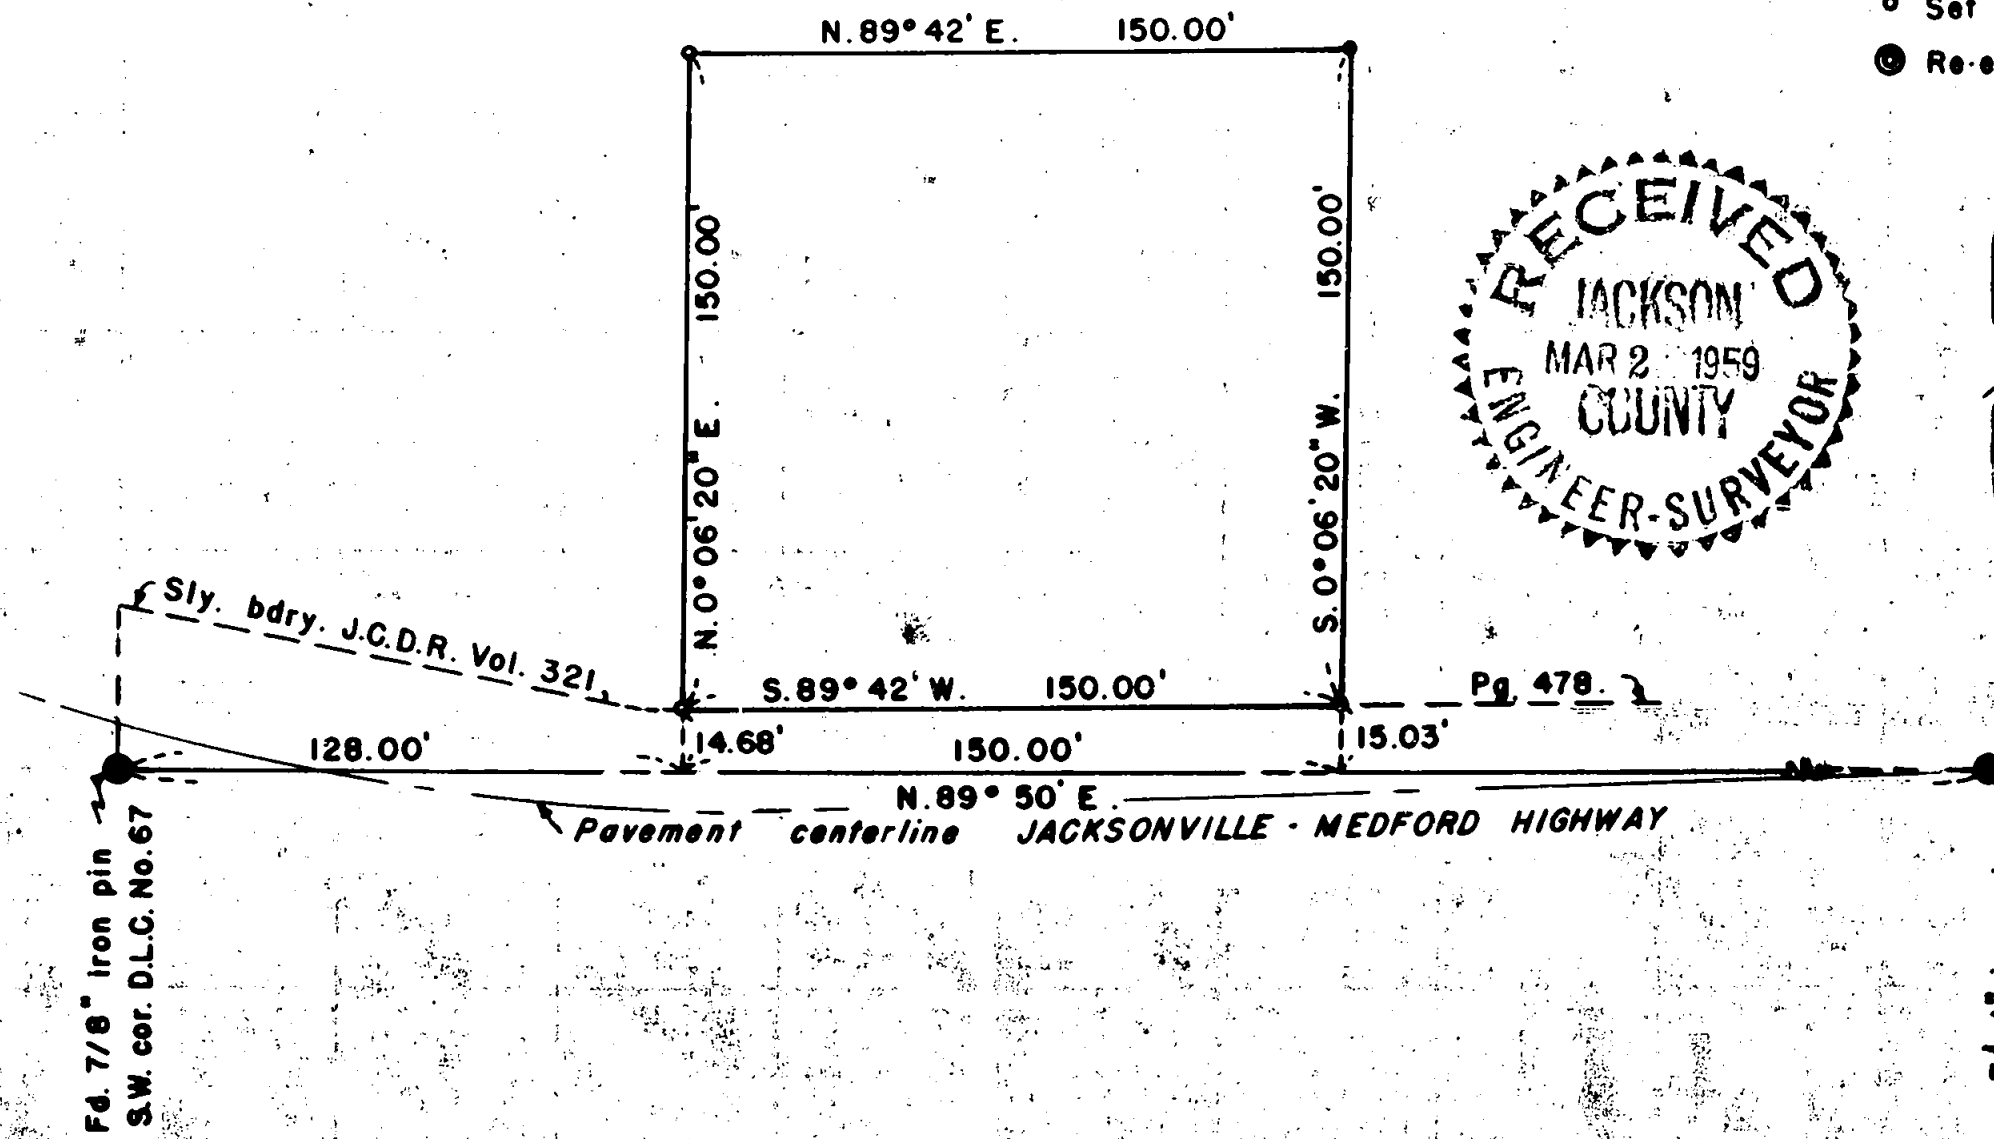 Set
Re-e
N. 89° 42' E. 150.00'
N. 0° 06' 20" E. 150.00'
S. 0° 06' 20" W. 150.00'
RECEIVED
JACKSON
MAR 2 1959
COUNTY
ENGINEER-SURVEYOR
Sly. bdry. J.C.D.R. Vol. 321,
S. 89° 42' W. 150.00'
Pg. 478.
128.00'
14.68'
150.00'
15.03'
N. 89° 50' E.
Pavement centerline JACKSONVILLE - MEDFORD HIGHWAY
Fd. 7/8" iron pin
S.W. cor. D.L.C. No. 67